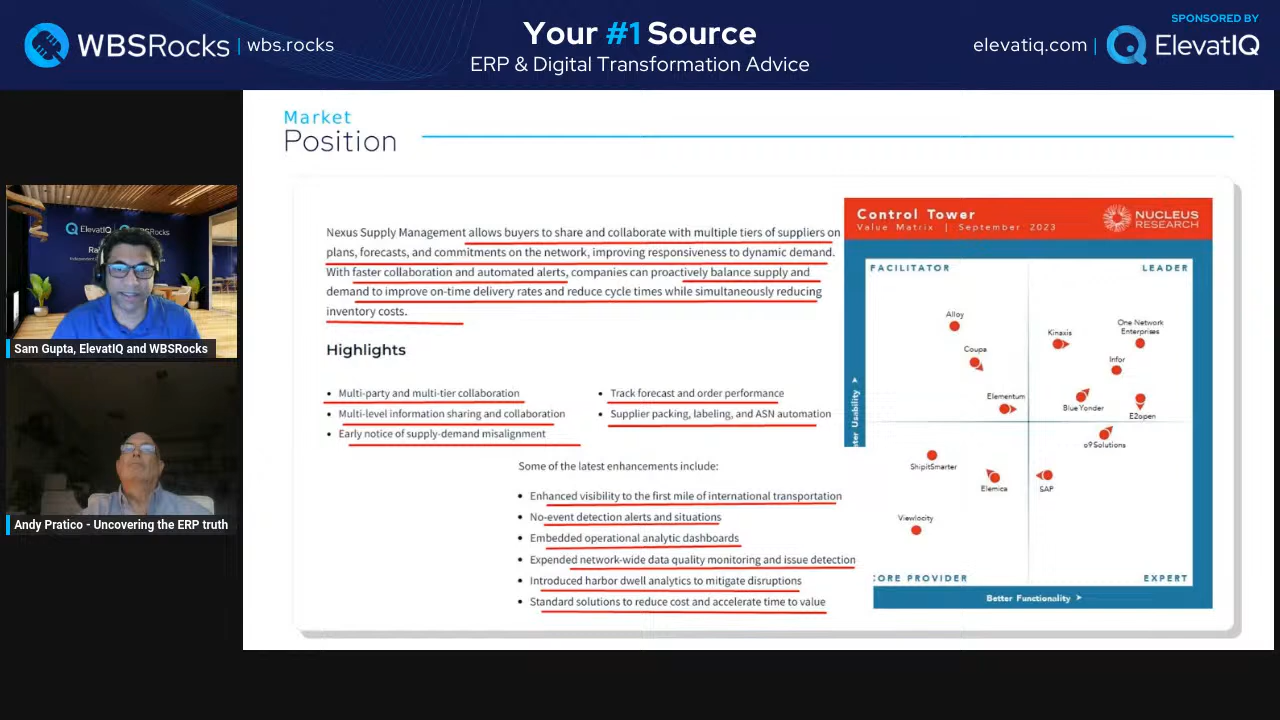 WBSRocks | wbs.rocks
Your #1 Source
ERP & Digital Transformation Advice
SPONSORED BY
elevatiq.com | ElevatIQ
Market
Position
Nexus Supply Management allows buyers to share and collaborate with multiple tiers of suppliers on
plans, forecasts, and commitments on the network, improving responsiveness to dynamic demand.
With faster collaboration and automated alerts, companies can proactively balance supply and
demand to improve on-time delivery rates and reduce cycle times while simultaneously reducing
inventory costs.
Highlights
• Multi-party and multi-tier collaboration
• Multi-level information sharing and collaboration
• Early notice of supply-demand misalignment
• Track forecast and order performance
• Supplier packing, labeling, and ASN automation
Some of the latest enhancements include:
• Enhanced visibility to the first mile of international transportation
• No-event detection alerts and situations
• Embedded operational analytic dashboards
• Expended network-wide data quality monitoring and issue detection
• Introduced harbor dwell analytics to mitigate disruptions
• Standard solutions to reduce cost and accelerate time to value
Control Tower
Value Matrix | September 2023
NUCLEUS
RESEARCH
FACILITATOR
LEADER
Alloy
Coupa
Elementum
Kinaxis
One Network
Enterprises
Infor
Blue Yonder
E2open
o9 Solutions
ShipitSmarter
Elemica
SAP
Viewlocity
Usability
ORE PROVIDER
EXPERT
Better Functionality
ElevatIQ
Rocks
Sam Gupta, ElevatIQ and WBSRocks
Andy Pratico - Uncovering the ERP truth